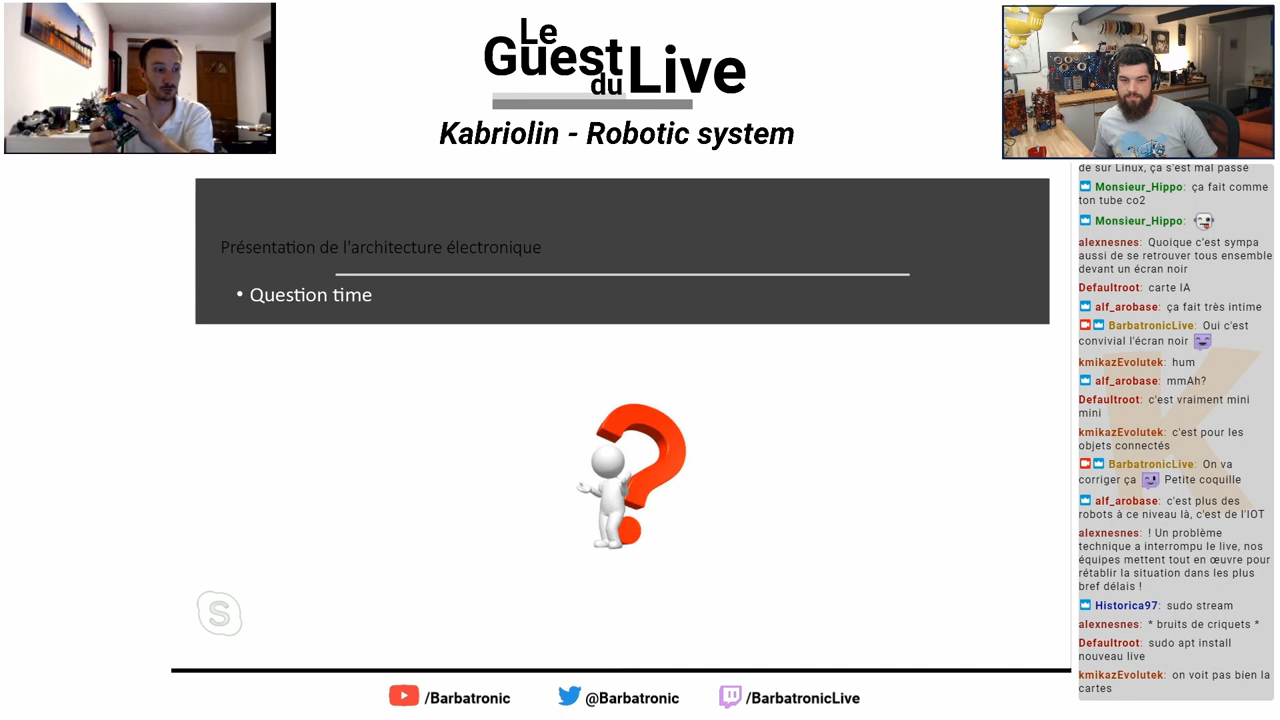 Le
Guest
du
Live
Kabriolin - Robotic system
Présentation de l'architecture électronique
• Question time
S
/Barbatronic
@Barbatronic
/BarbatronicLive
de sur Linux, ça s'est mal passé
Monsieur_Hippo: ça fait comme
ton tube co2
Monsieur_Hippo:
alexnesnes: Quoique c'est sympa
aussi de se retrouver tous ensemble
devant un écran noir
Defaultroot: carte IA
alf_arobase: ça fait très intime
BarbatronicLive: Oui c'est
convivial l'écran noir
kmikazEvolutek: hum
alf_arobase: mmAh?
Defaultroot: c'est vraiment mini
mini
kmikazEvolutek: c'est pour les
objets connectés
BarbatronicLive: On va
corriger ça Petite coquille
alf_arobase: c'est plus des
robots à ce niveau là, c'est de l'IOT
alexnesnes: ! Un problème
technique a interrompu le live, nos
équipes mettent tout en œuvre pour
rétablir la situation dans les plus
bref délais !
Historica97: sudo stream
alexnesnes: * bruits de criquets *
Defaultroot: sudo apt install
nouveau live
kmikazEvolutek: on voit pas bien la
cartes